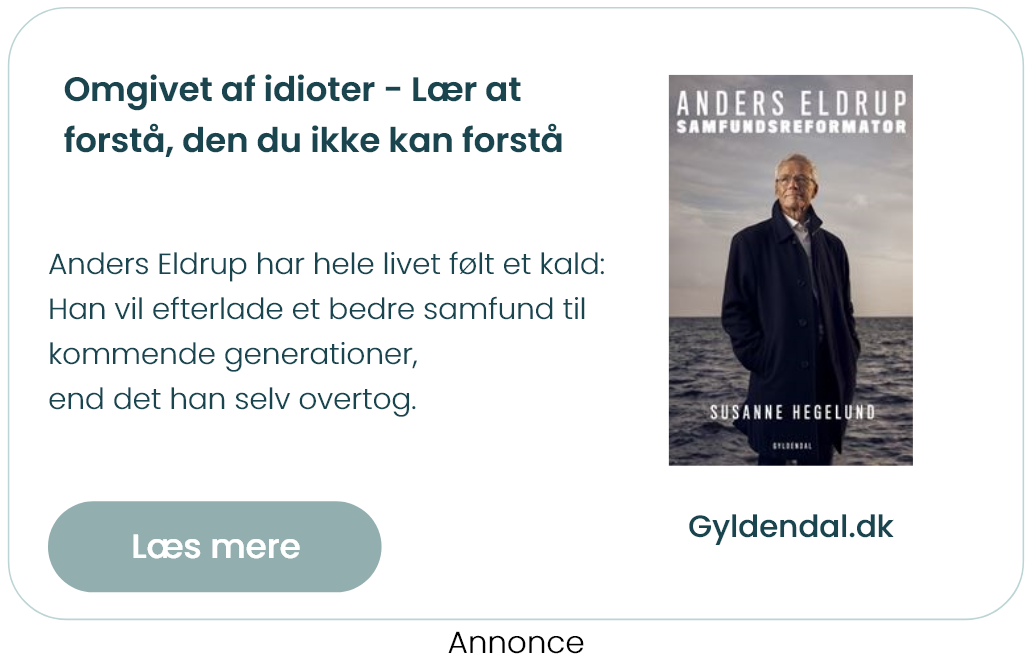 Omgivet af idioter - Lær at
forstå, den du ikke kan forstå
Anders Eldrup har hele livet følt et kald:
Han vil efterlade et bedre samfund til
kommende generationer,
end det han selv overtog.
Læs mere
ANDERS ELDRUP
SAMFUNDSREFORMATOR
SUSANNE HEGELUND
GYLDENDAL
Gyldendal.dk
Annonce